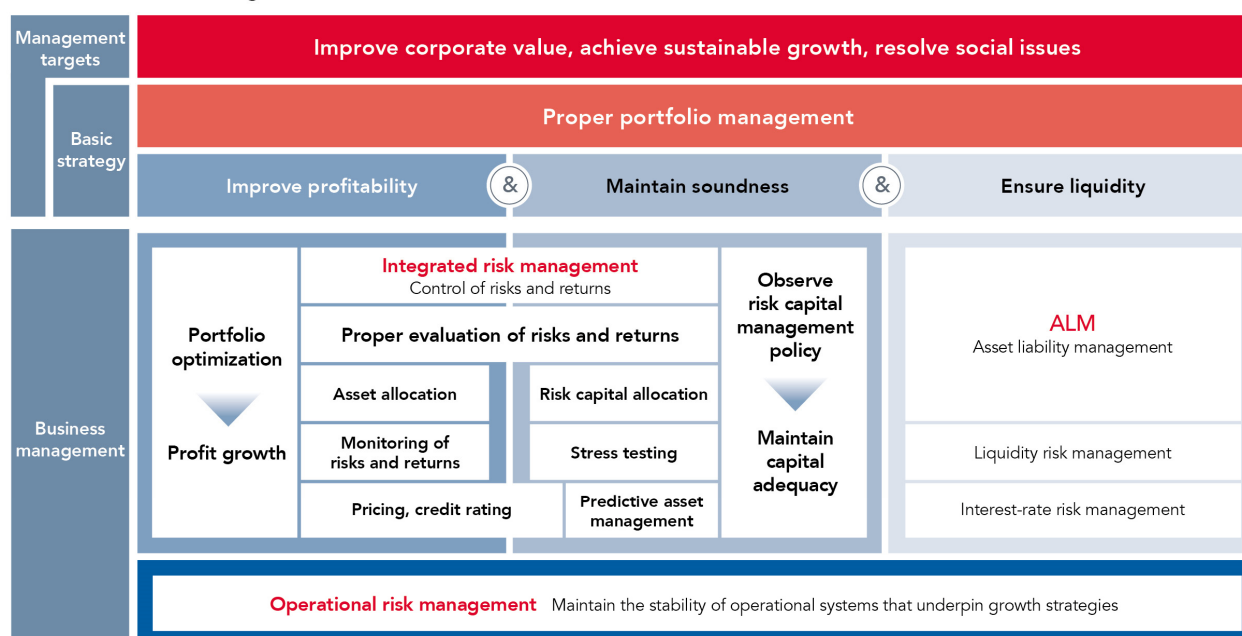 Management
targets
Improve corporate value, achieve sustainable growth, resolve social issues
Basic
strategy
Proper portfolio management
Improve profitability
&
Maintain soundness
&
Ensure liquidity
Business
management
Portfolio
optimization
Profit growth
Integrated risk management
Control of risks and returns
Proper evaluation of risks and returns
Asset allocation
Risk capital allocation
Monitoring of
risks and returns
Stress testing
Pricing, credit rating
Predictive asset
management
Observe
risk capital
management
policy
Maintain
capital
adequacy
ALM
Asset liability management
Liquidity risk management
Interest-rate risk management
Operational risk management Maintain the stability of operational systems that underpin growth strategies